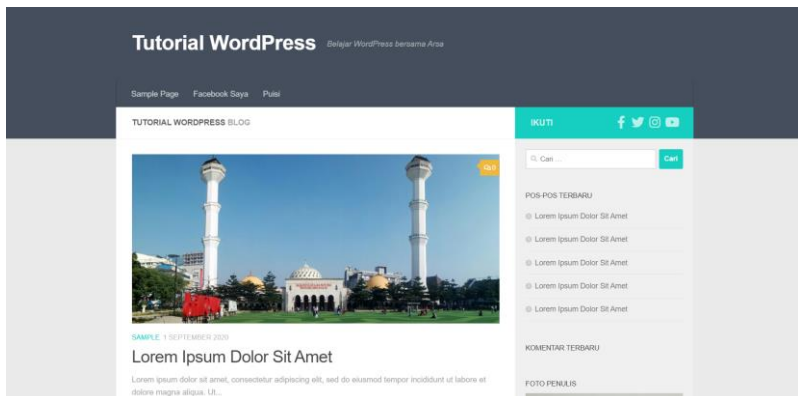 Tutorial WordPress
Belajar WordPress bersama Arsa
Sample Page Facebook Saya Puisi
TUTORIAL WORDPRESS BLOG
0
SAMPLE 1 SEPTEMBER 2020
Lorem Ipsum Dolor Sit Amet
Lorem ipsum dolor sit amet, consectetur adipiscing elit, sed do eiusmod tempor incididunt ut labore et
dolore magna aliqua. Ut...
IKUTI
Cari ...
Cari
POS-POS TERBARU
Lorem Ipsum Dolor Sit Amet
Lorem Ipsum Dolor Sit Amet
Lorem Ipsum Dolor Sit Amet
Lorem Ipsum Dolor Sit Amet
Lorem Ipsum Dolor Sit Amet
KOMENTAR TERBARU
FOTO PENULIS